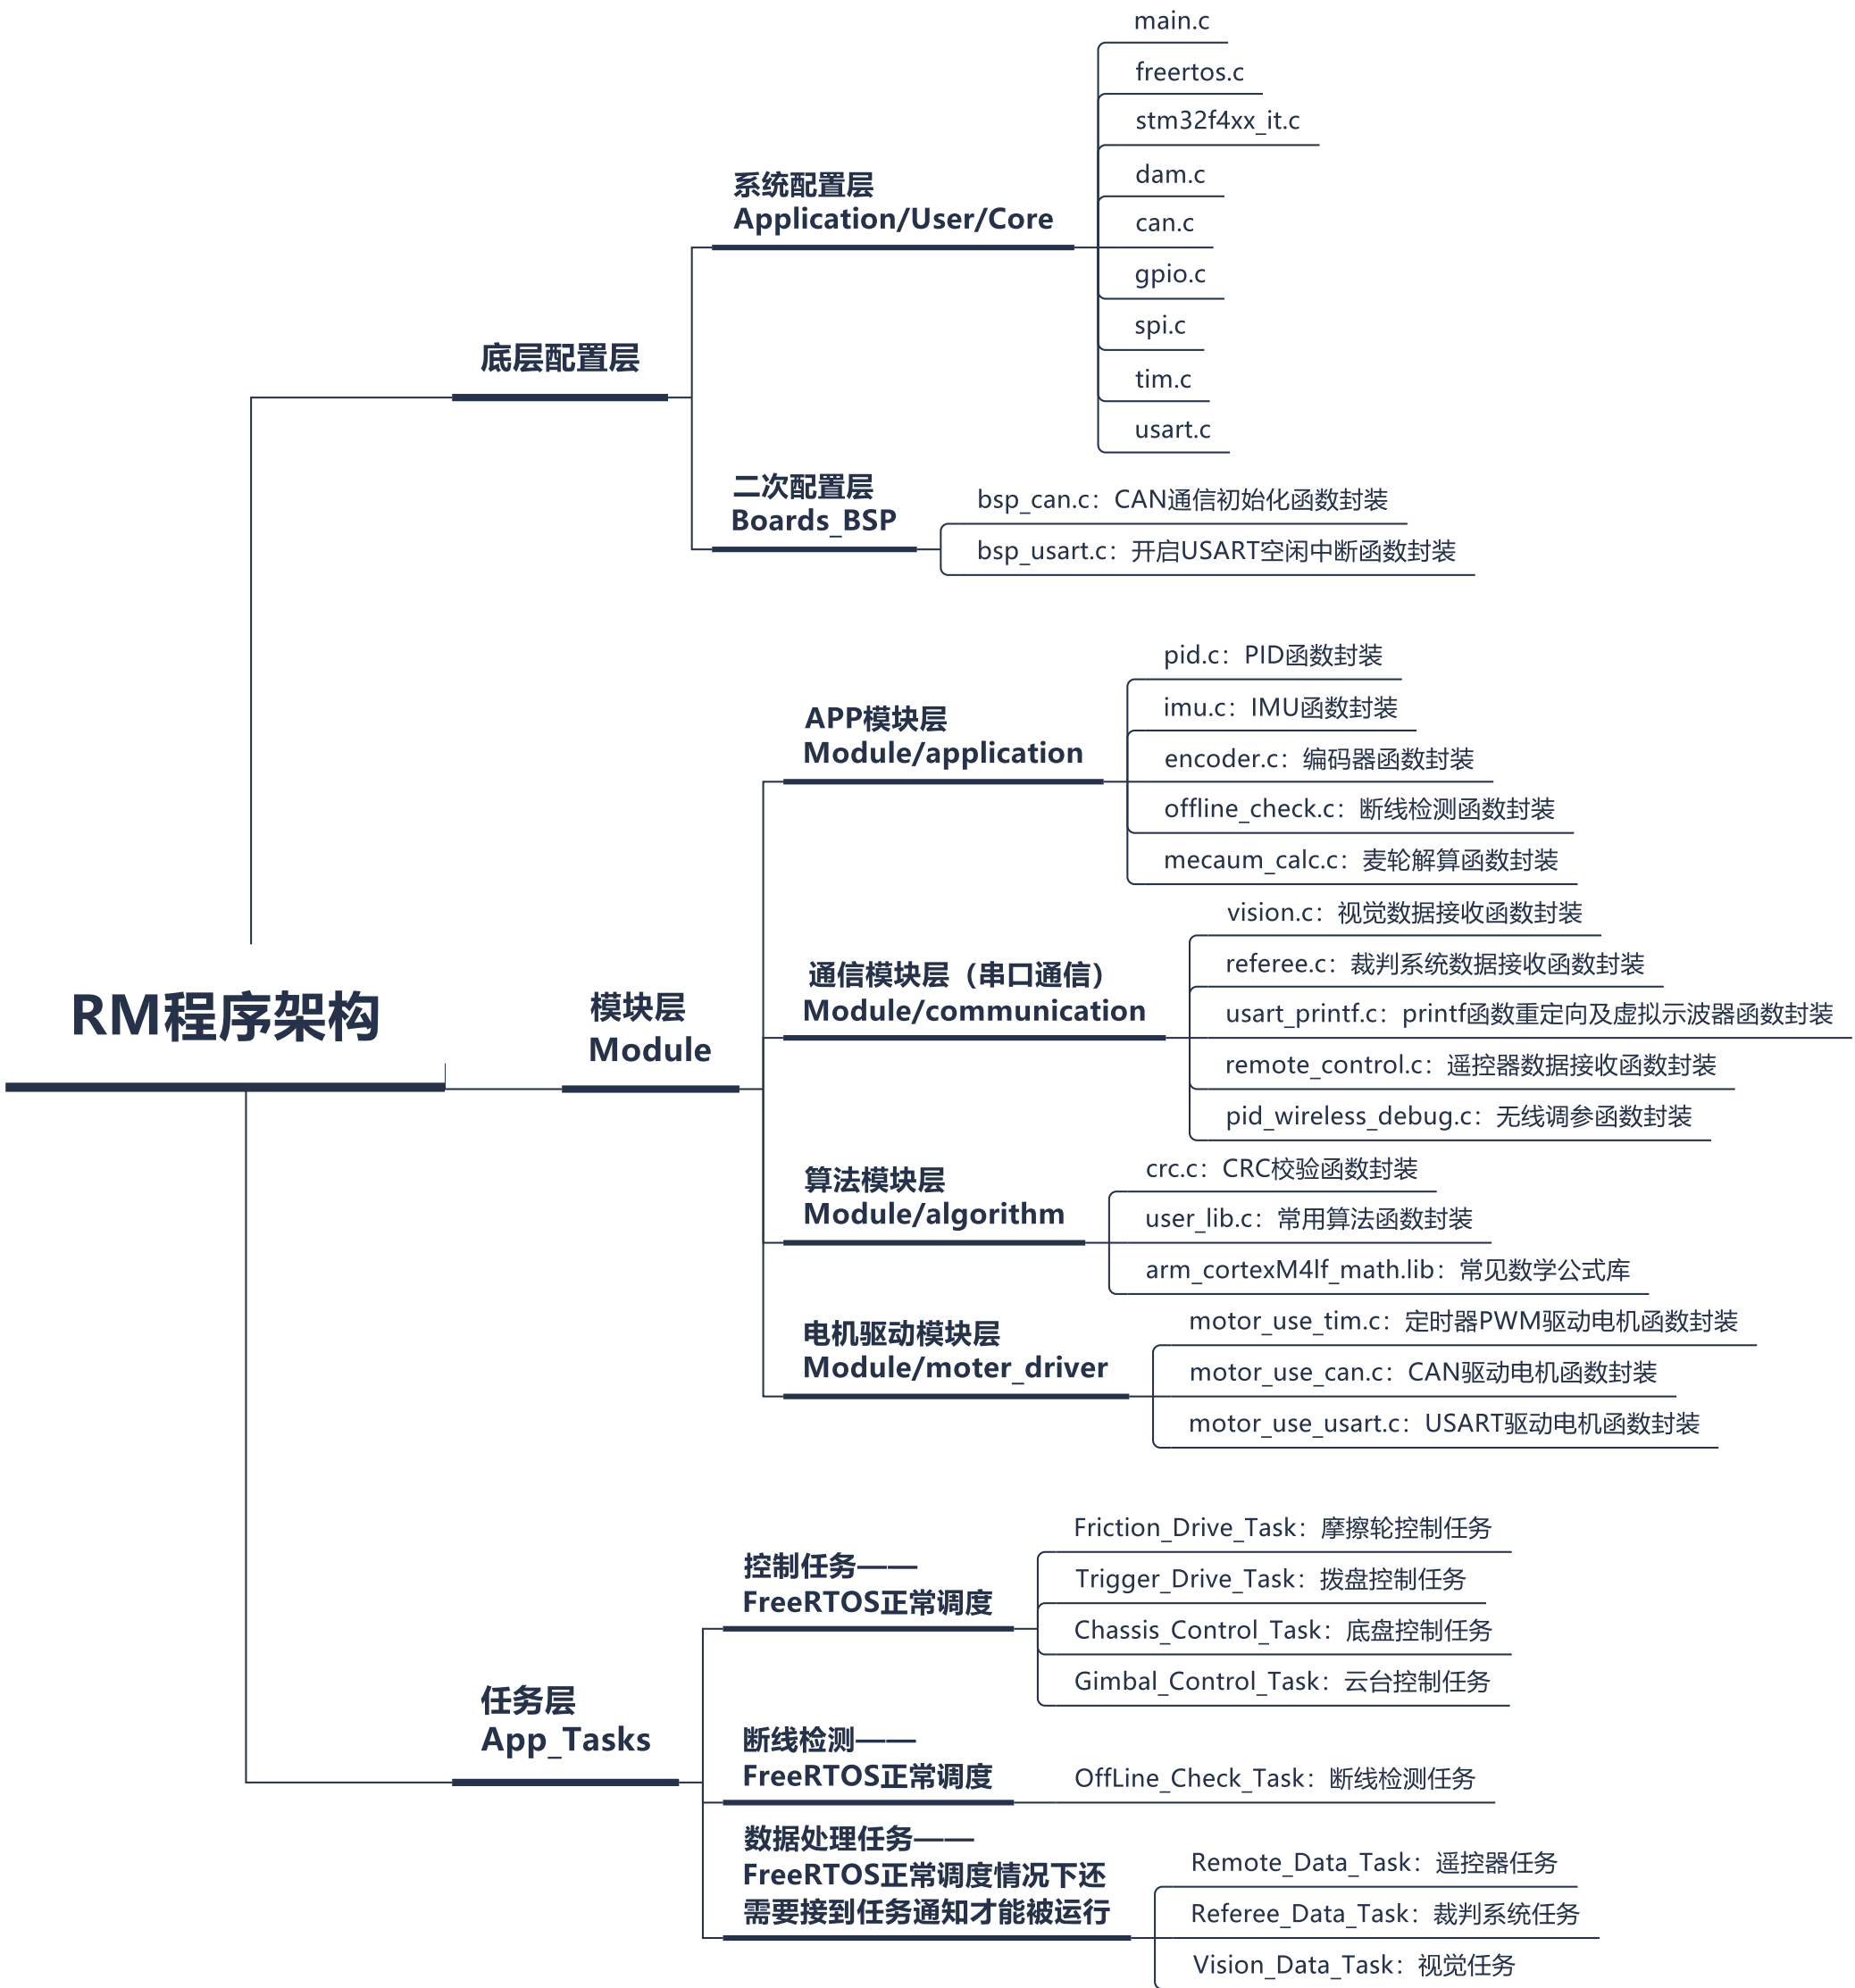 main.c
freertos.c
stm32f4xx_it.c
dam.c
系统配置层
Application/User/Core
can.c
gpio.c
spi.c
tim.c
usart.c
底层配置层
二次配置层
Boards_BSP
bsp_can.c：CAN通信初始化函数封装
bsp_usart.c：开启USART空闲中断函数封装
pid.c：PID函数封装
imu.c：IMU函数封装
APP模块层
Module/application
encoder.c：编码器函数封装
offline_check.c：断线检测函数封装
mecaum_calc.c：麦轮解算函数封装
vision.c：视觉数据接收函数封装
referee.c：裁判系统数据接收函数封装
通信模块层（串口通信）
Module/communication
usart_printf.c：printf函数重定向及虚拟示波器函数封装
remote_control.c：遥控器数据接收函数封装
pid_wireless_debug.c：无线调参函数封装
RM程序架构
模块层
Module
算法模块层
Module/algorithm
crc.c：CRC校验函数封装
user_lib.c：常用算法函数封装
arm_cortexM4lf_math.lib：常见数学公式库
电机驱动模块层
Module/moter_driver
motor_use_tim.c：定时器PWM驱动电机函数封装
motor_use_can.c：CAN驱动电机函数封装
motor_use_usart.c：USART驱动电机函数封装
控制任务——
FreeRTOS正常调度
Friction_Drive_Task：摩擦轮控制任务
Trigger_Drive_Task：拨盘控制任务
Chassis_Control_Task：底盘控制任务
Gimbal_Control_Task：云台控制任务
任务层
App_Tasks
断线检测——
FreeRTOS正常调度
OffLine_Check_Task：断线检测任务
数据处理任务——
FreeRTOS正常调度情况下还
需要接到任务通知才能被运行
Remote_Data_Task：遥控器任务
Referee_Data_Task：裁判系统任务
Vision_Data_Task：视觉任务